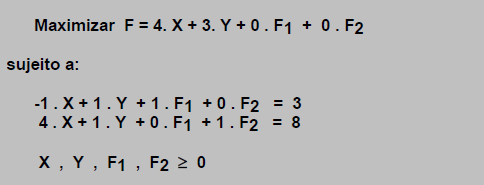 Maximizar F = 4. X + 3. Y + 0 . F1 + 0 . F2
sujeito a:
-1 . X + 1 . Y + 1 . F1 + 0 . F2 = 3
4 . X + 1 . Y + 0 . F1 + 1 . F2 = 8
X , Y , F1 , F2 ≥ 0